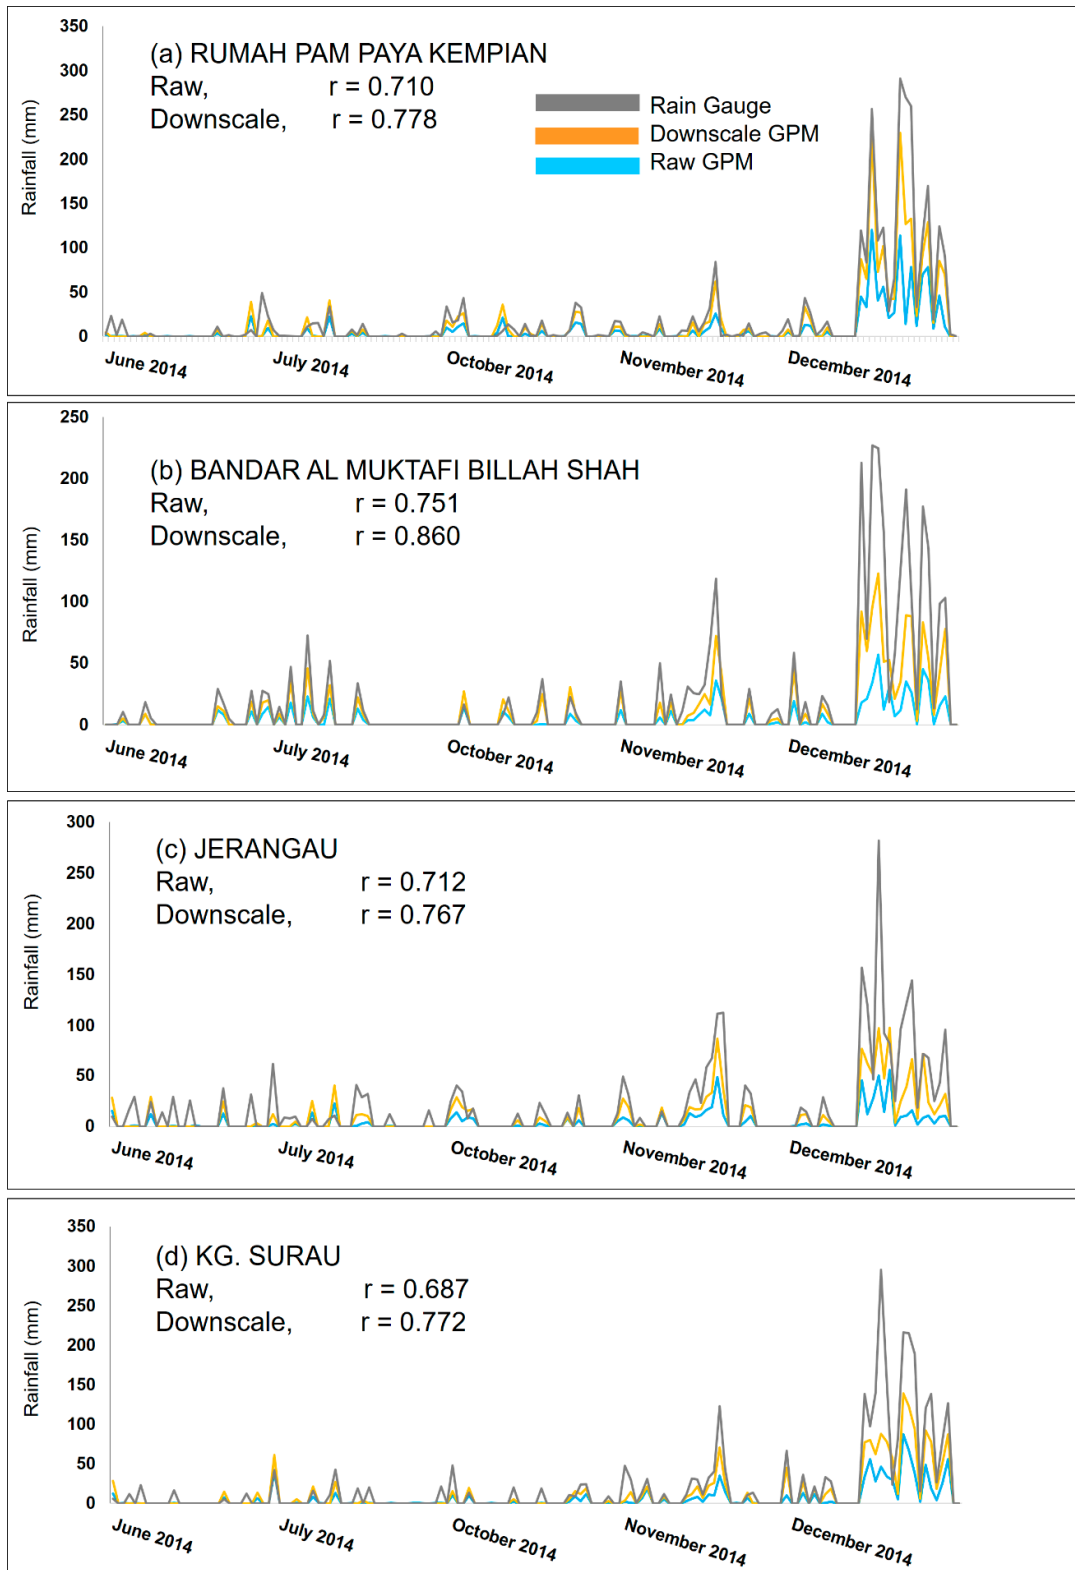 350
300
250
200
150
100
50
0
Rainfall (mm)
(a) RUMAH PAM PAYA KEMPIAN
Raw, r = 0.710
Downscale, r = 0.778
Rain Gauge
Downscale GPM
Raw GPM
June 2014
July 2014
October 2014
November 2014
December 2014
250
200
150
100
50
0
Rainfall (mm)
(b) BANDAR AL MUKTAFI BILLAH SHAH
Raw, r = 0.751
Downscale, r = 0.860
June 2014
July 2014
October 2014
November 2014
December 2014
300
250
200
150
100
50
0
Rainfall (mm)
(c) JERANGAU
Raw, r = 0.712
Downscale, r = 0.767
June 2014
July 2014
October 2014
November 2014
December 2014
350
300
250
200
150
100
50
0
Rainfall (mm)
(d) KG. SURAU
Raw, r = 0.687
Downscale, r = 0.772
June 2014
July 2014
October 2014
November 2014
December 2014